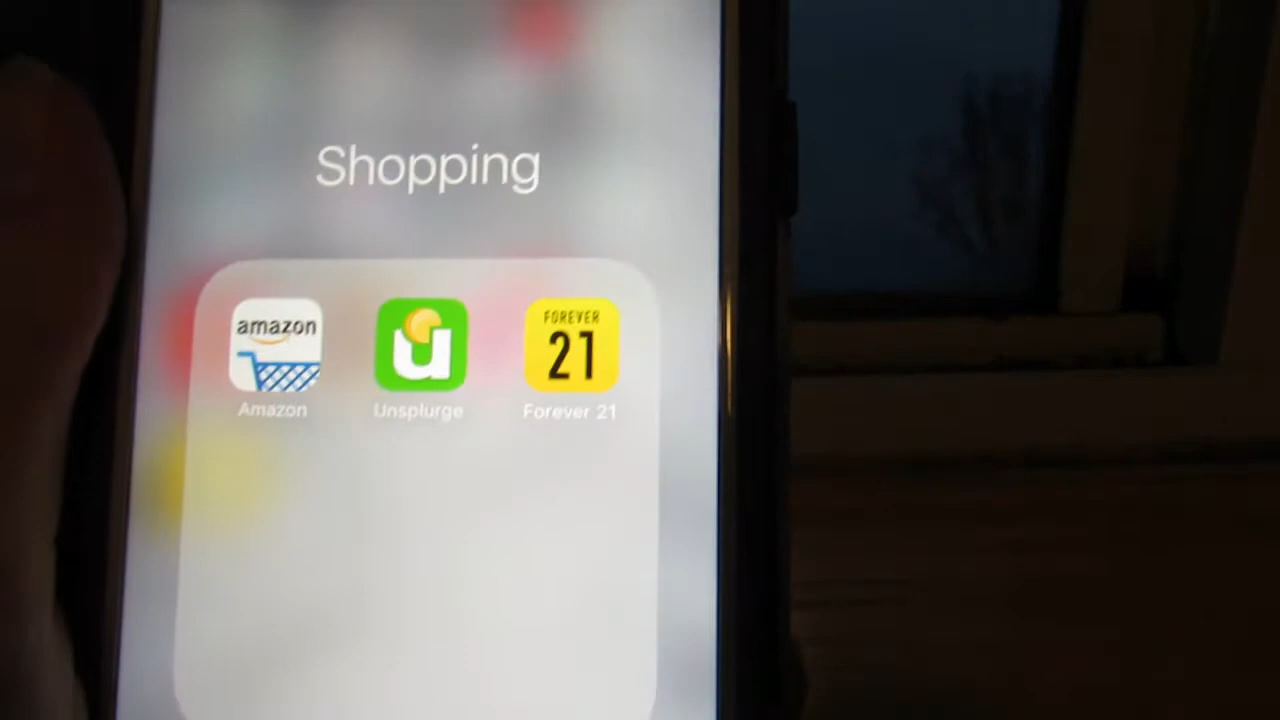 Shopping
amazon
u
FOREVER
21
Amazon
Unsplurge
Forever 21